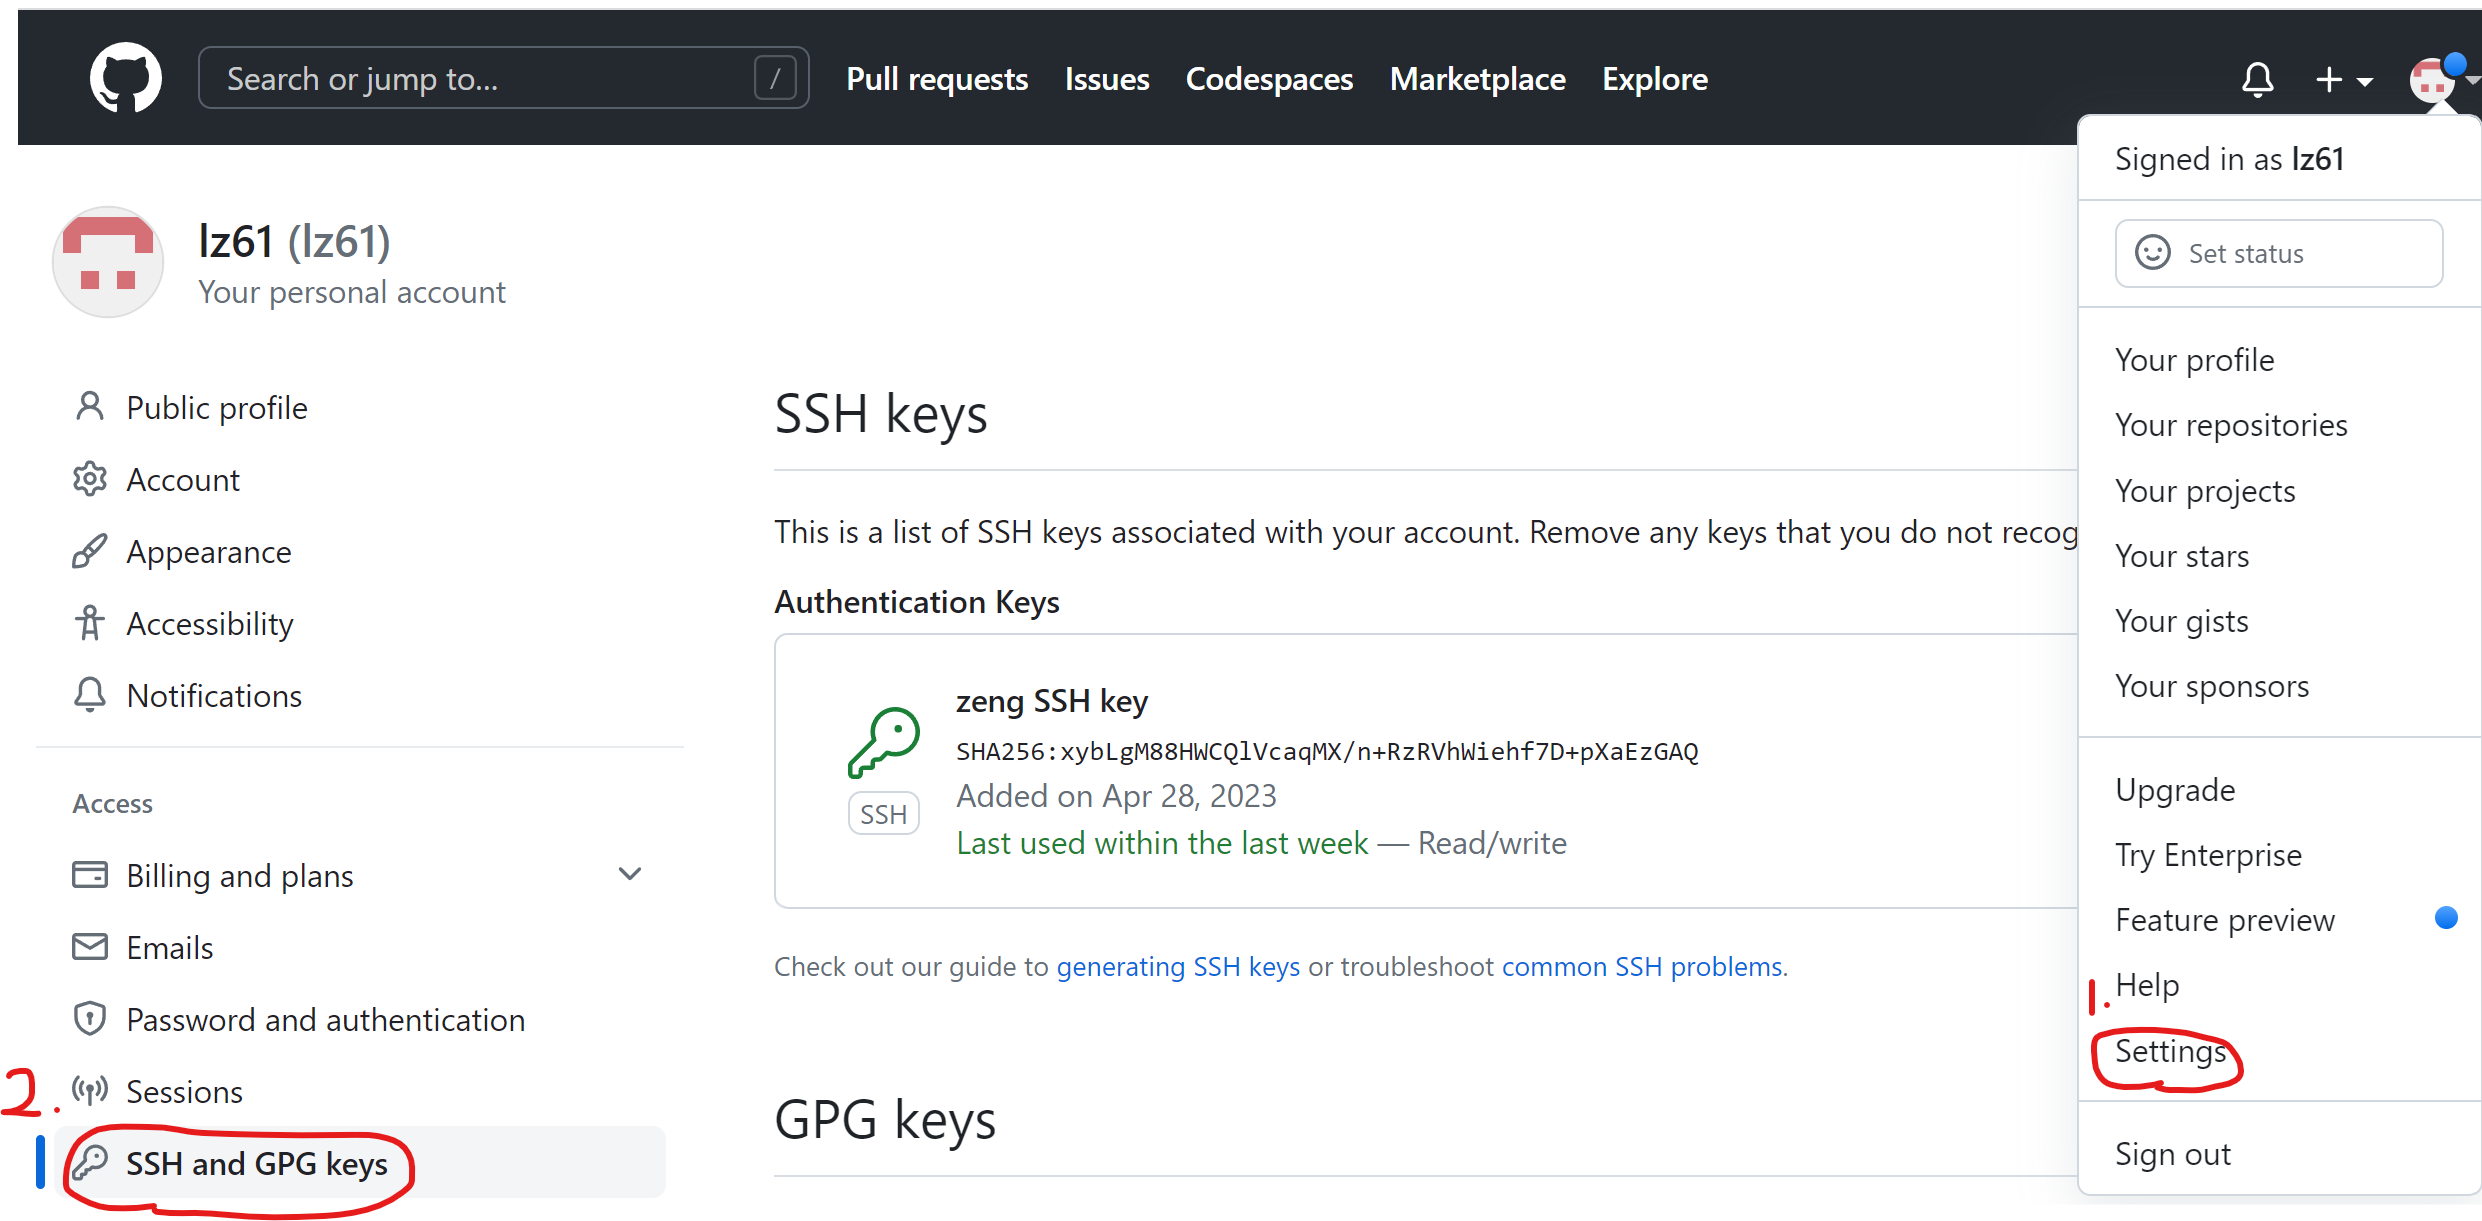 Search or jump to...
/
Pull requests
Issues
Codespaces
Marketplace
Explore
lz61 (lz61)
Your personal account
Public profile
Account
Appearance
Accessibility
Notifications
Access
Billing and plans
Emails
Password and authentication
2.
Sessions
SSH and GPG keys
SSH keys
This is a list of SSH keys associated with your account. Remove any keys that you do not recog
Authentication Keys
zeng SSH key
SHA256:xybLgM88HWCQlVcaqMX/n+RzRVhWiehf7D+pXaEzGAQ
Added on Apr 28, 2023
SSH
Last used within the last week — Read/write
Check out our guide to generating SSH keys or troubleshoot common SSH problems.
GPG keys
Signed in as lz61
Set status
Your profile
Your repositories
Your projects
Your stars
Your gists
Your sponsors
Upgrade
Try Enterprise
Feature preview
Help
1.
Settings
Sign out